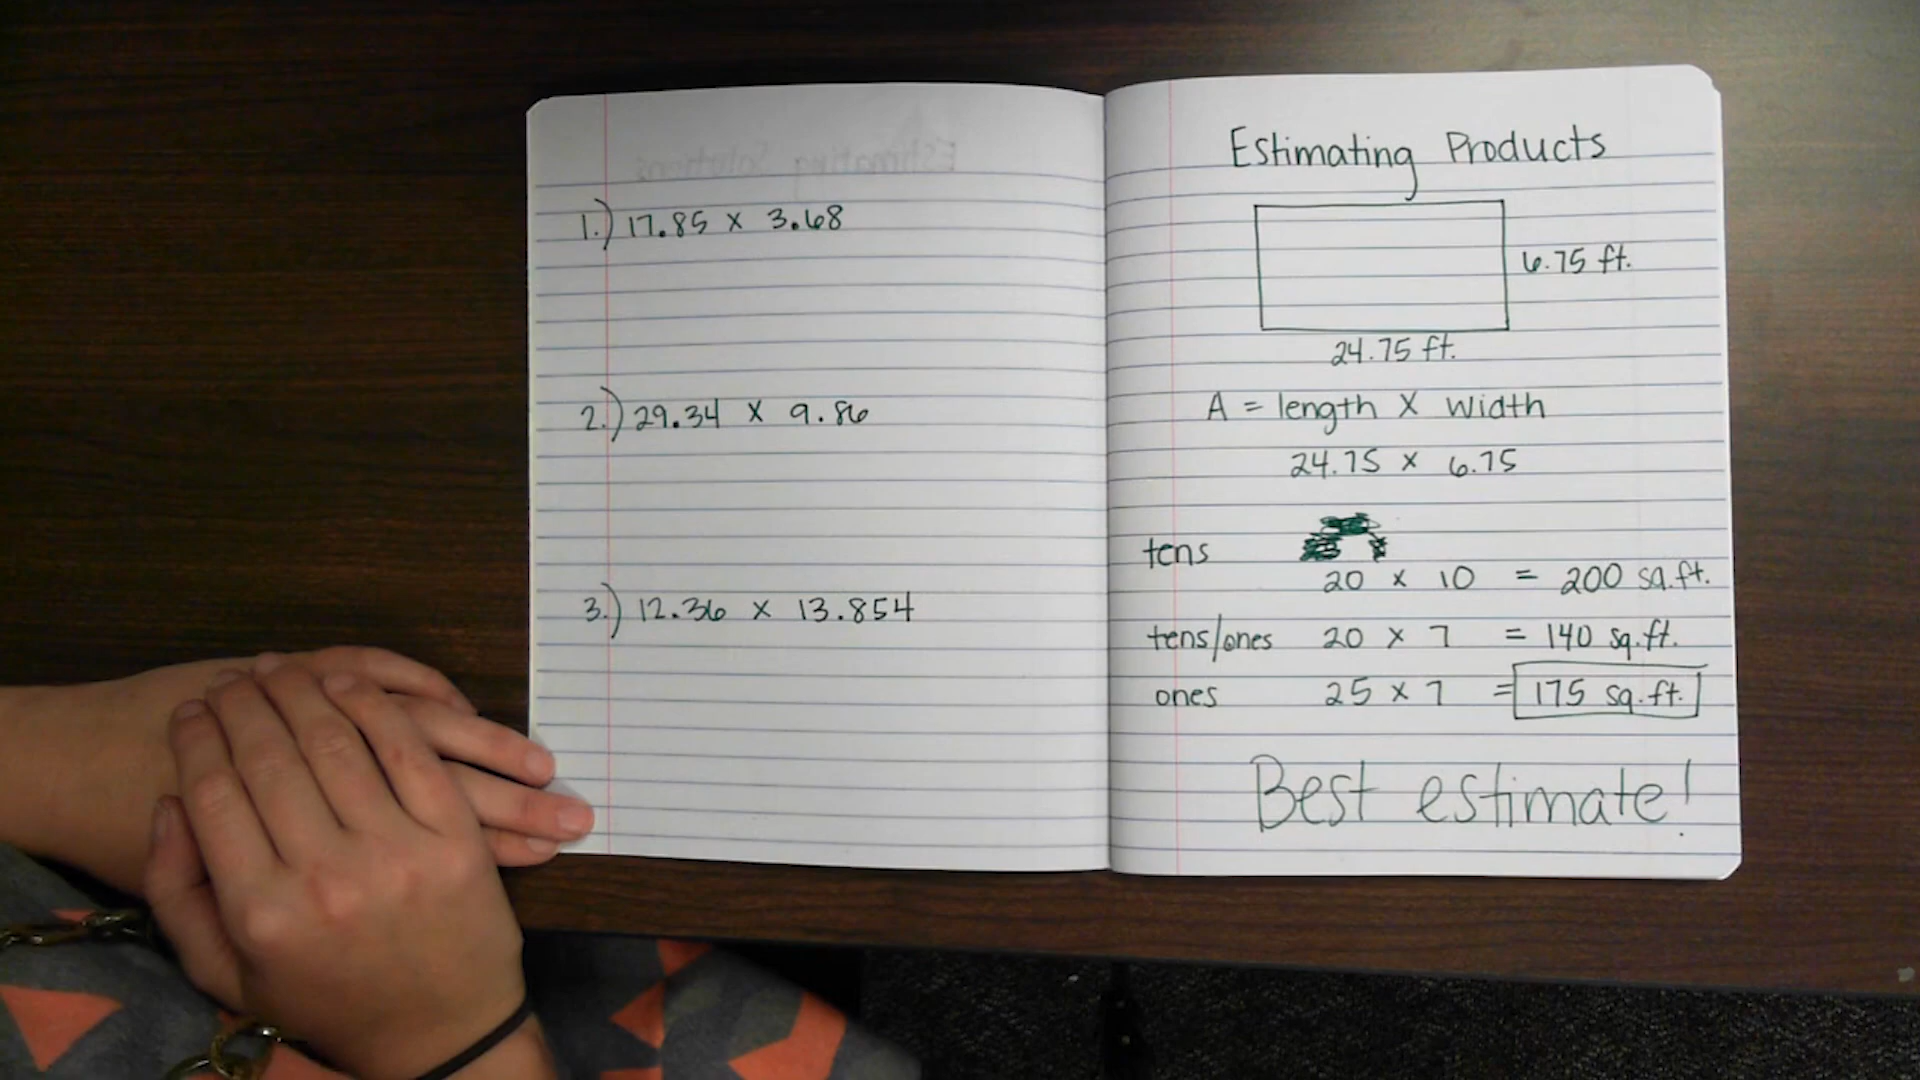 1.) 17.85 x 3.68
2.) 29.34 x 9.86
3.) 12.36 x 13.854
Estimating Products
6.75 ft.
24.75 ft.
A = length x width
24.75 x 6.75
tens
20 x 10 = 200 sq.ft.
tens/ones 20 x 7 = 140 sq.ft.
ones 25 x 7 = 175 sq.ft.
Best estimate!